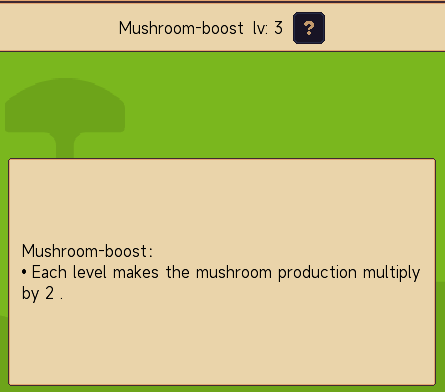 Mushroom-boost lv: 3 ?
Mushroom-boost:
• Each level makes the mushroom production multiply
by 2 .